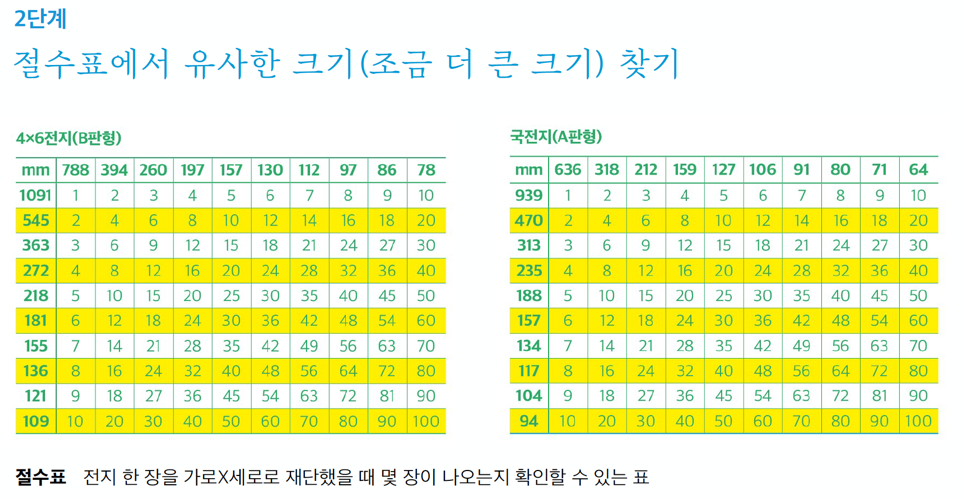 2단계
절수표에서 유사한 크기(조금 더 큰 크기) 찾기
4×6전지(B판형)
mm 788 394 260 197 157 130 112 97 86 78
1091 1 2 3 4 5 6 7 8 9 10
545 2 4 6 8 10 12 14 16 18 20
363 3 6 9 12 15 18 21 24 27 30
272 4 8 12 16 20 24 28 32 36 40
218 5 10 15 20 25 30 35 40 45 50
181 6 12 18 24 30 36 42 48 54 60
155 7 14 21 28 35 42 49 56 63 70
136 8 16 24 32 40 48 56 64 72 80
121 9 18 27 36 45 54 63 72 81 90
109 10 20 30 40 50 60 70 80 90 100
국전지(A판형)
mm 636 318 212 159 127 106 91 80 71 64
939 1 2 3 4 5 6 7 8 9 10
470 2 4 6 8 10 12 14 16 18 20
313 3 6 9 12 15 18 21 24 27 30
235 4 8 12 16 20 24 28 32 36 40
188 5 10 15 20 25 30 35 40 45 50
157 6 12 18 24 30 36 42 48 54 60
134 7 14 21 28 35 42 49 56 63 70
117 8 16 24 32 40 48 56 64 72 80
104 9 18 27 36 45 54 63 72 81 90
94 10 20 30 40 50 60 70 80 90 100
절수표 전지 한 장을 가로X세로로 재단했을 때 몇 장이 나오는지 확인할 수 있는 표